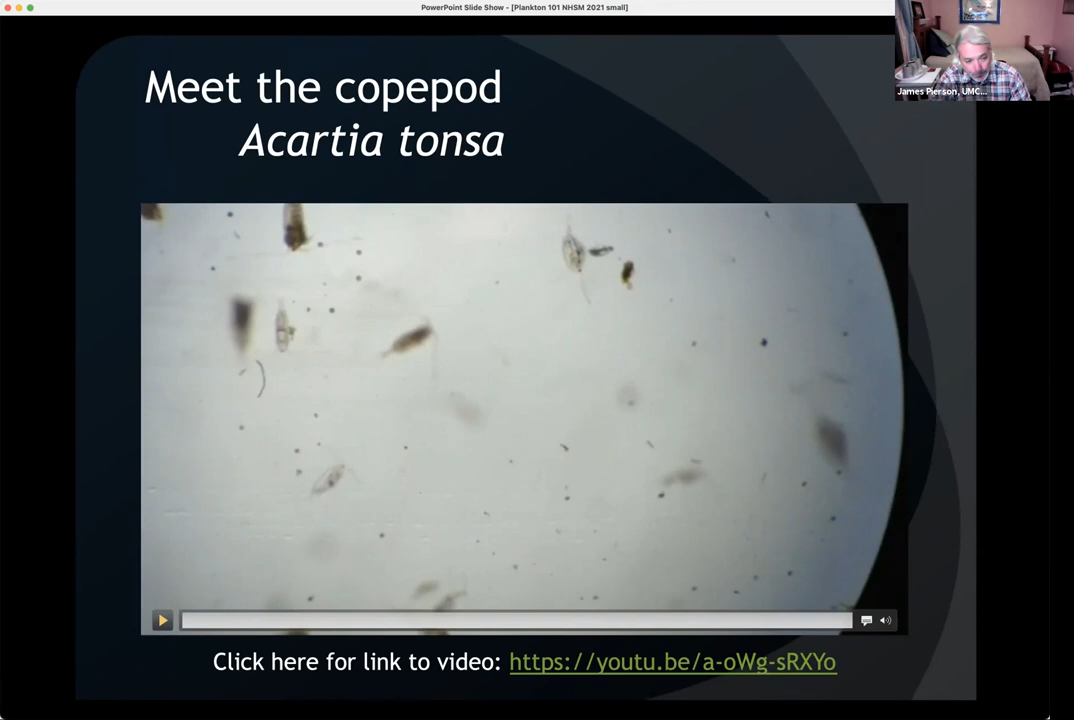 PowerPoint Slide Show - [Plankton 101 NHSM 2021 small]
James Pierson, UMC...
Meet the copepod
Acartia tonsa
Click here for link to video: https://youtu.be/a-oWg-sRXYo